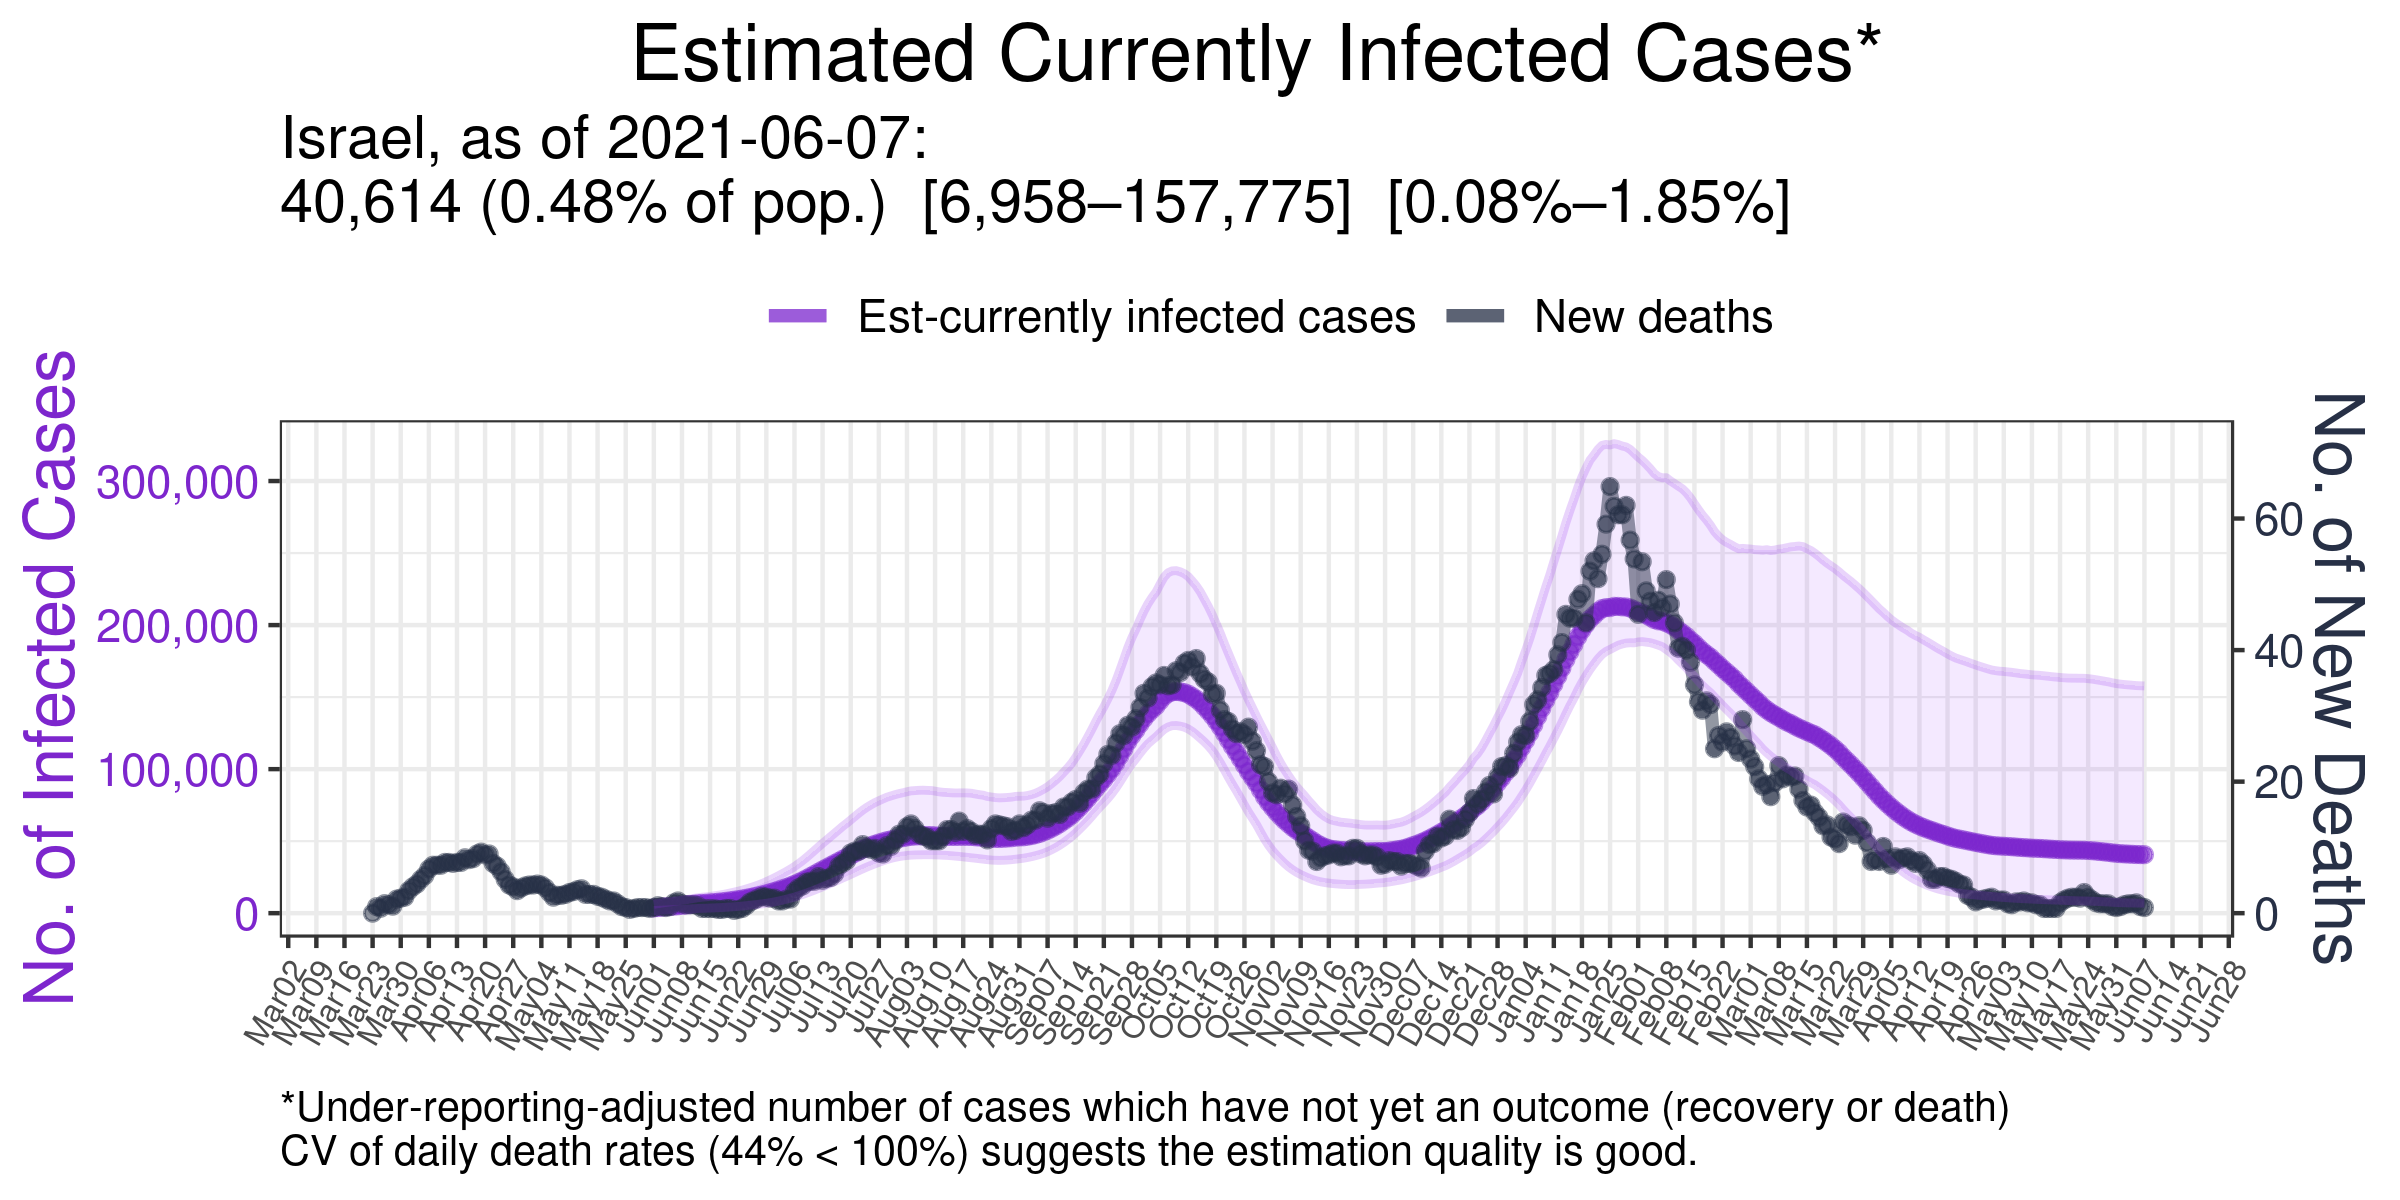 Estimated Currently Infected Cases*
Israel, as of 2021-06-07:
40,614 (0.48% of pop.)  [6,958–157,775]  [0.08%–1.85%]
Est-currently infected cases
New deaths
No. of Infected Cases
300,000
200,000
100,000
0
60
40
20
0
No. of New Deaths
Mar02
Mar09
Mar16
Mar23
Mar30
Apr06
Apr13
Apr20
Apr27
May04
May11
May18
May25
Jun01
Jun08
Jun15
Jun22
Jun29
Jul06
Jul13
Jul20
Jul27
Aug03
Aug10
Aug17
Aug24
Aug31
Sep07
Sep14
Sep21
Sep28
Oct05
Oct12
Oct19
Oct26
Nov02
Nov09
Nov16
Nov23
Nov30
Dec07
Dec14
Dec21
Dec28
Jan04
Jan11
Jan18
Jan25
Feb01
Feb08
Feb15
Feb22
Mar01
Mar08
Mar15
Mar22
Mar29
Apr05
Apr12
Apr19
Apr26
May03
May10
May17
May24
May31
Jun07
Jun14
Jun21
Jun28
*Under-reporting-adjusted number of cases which have not yet an outcome (recovery or death)
CV of daily death rates (44% < 100%) suggests the estimation quality is good.